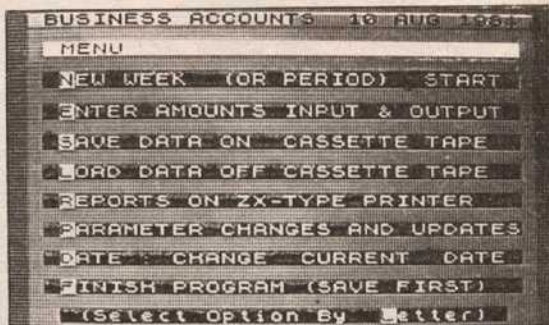 BUSINESS ACCOUNTS 10 AUG 1984
MENU
NEW WEEK (OR PERIOD) START
ENTER AMOUNTS INPUT & OUTPUT
SAVE DATA ON CASSETTE TAPE
LOAD DATA OFF CASSETTE TAPE
REPORTS ON ZX-TYPE PRINTER
PARAMETER CHANGES AND UPDATES
DATE : CHANGE CURRENT DATE
FINISH PROGRAM (SAVE FIRST)
(Select Option By Letter)